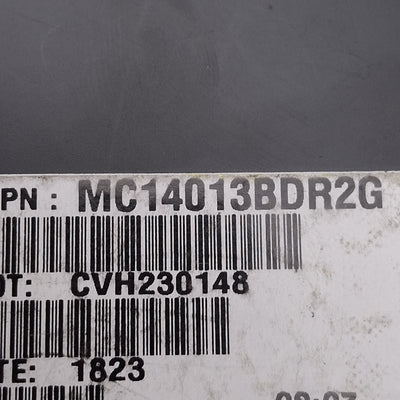 PN : MC14013BDR2G
OT: CVH230148
TE: 1823